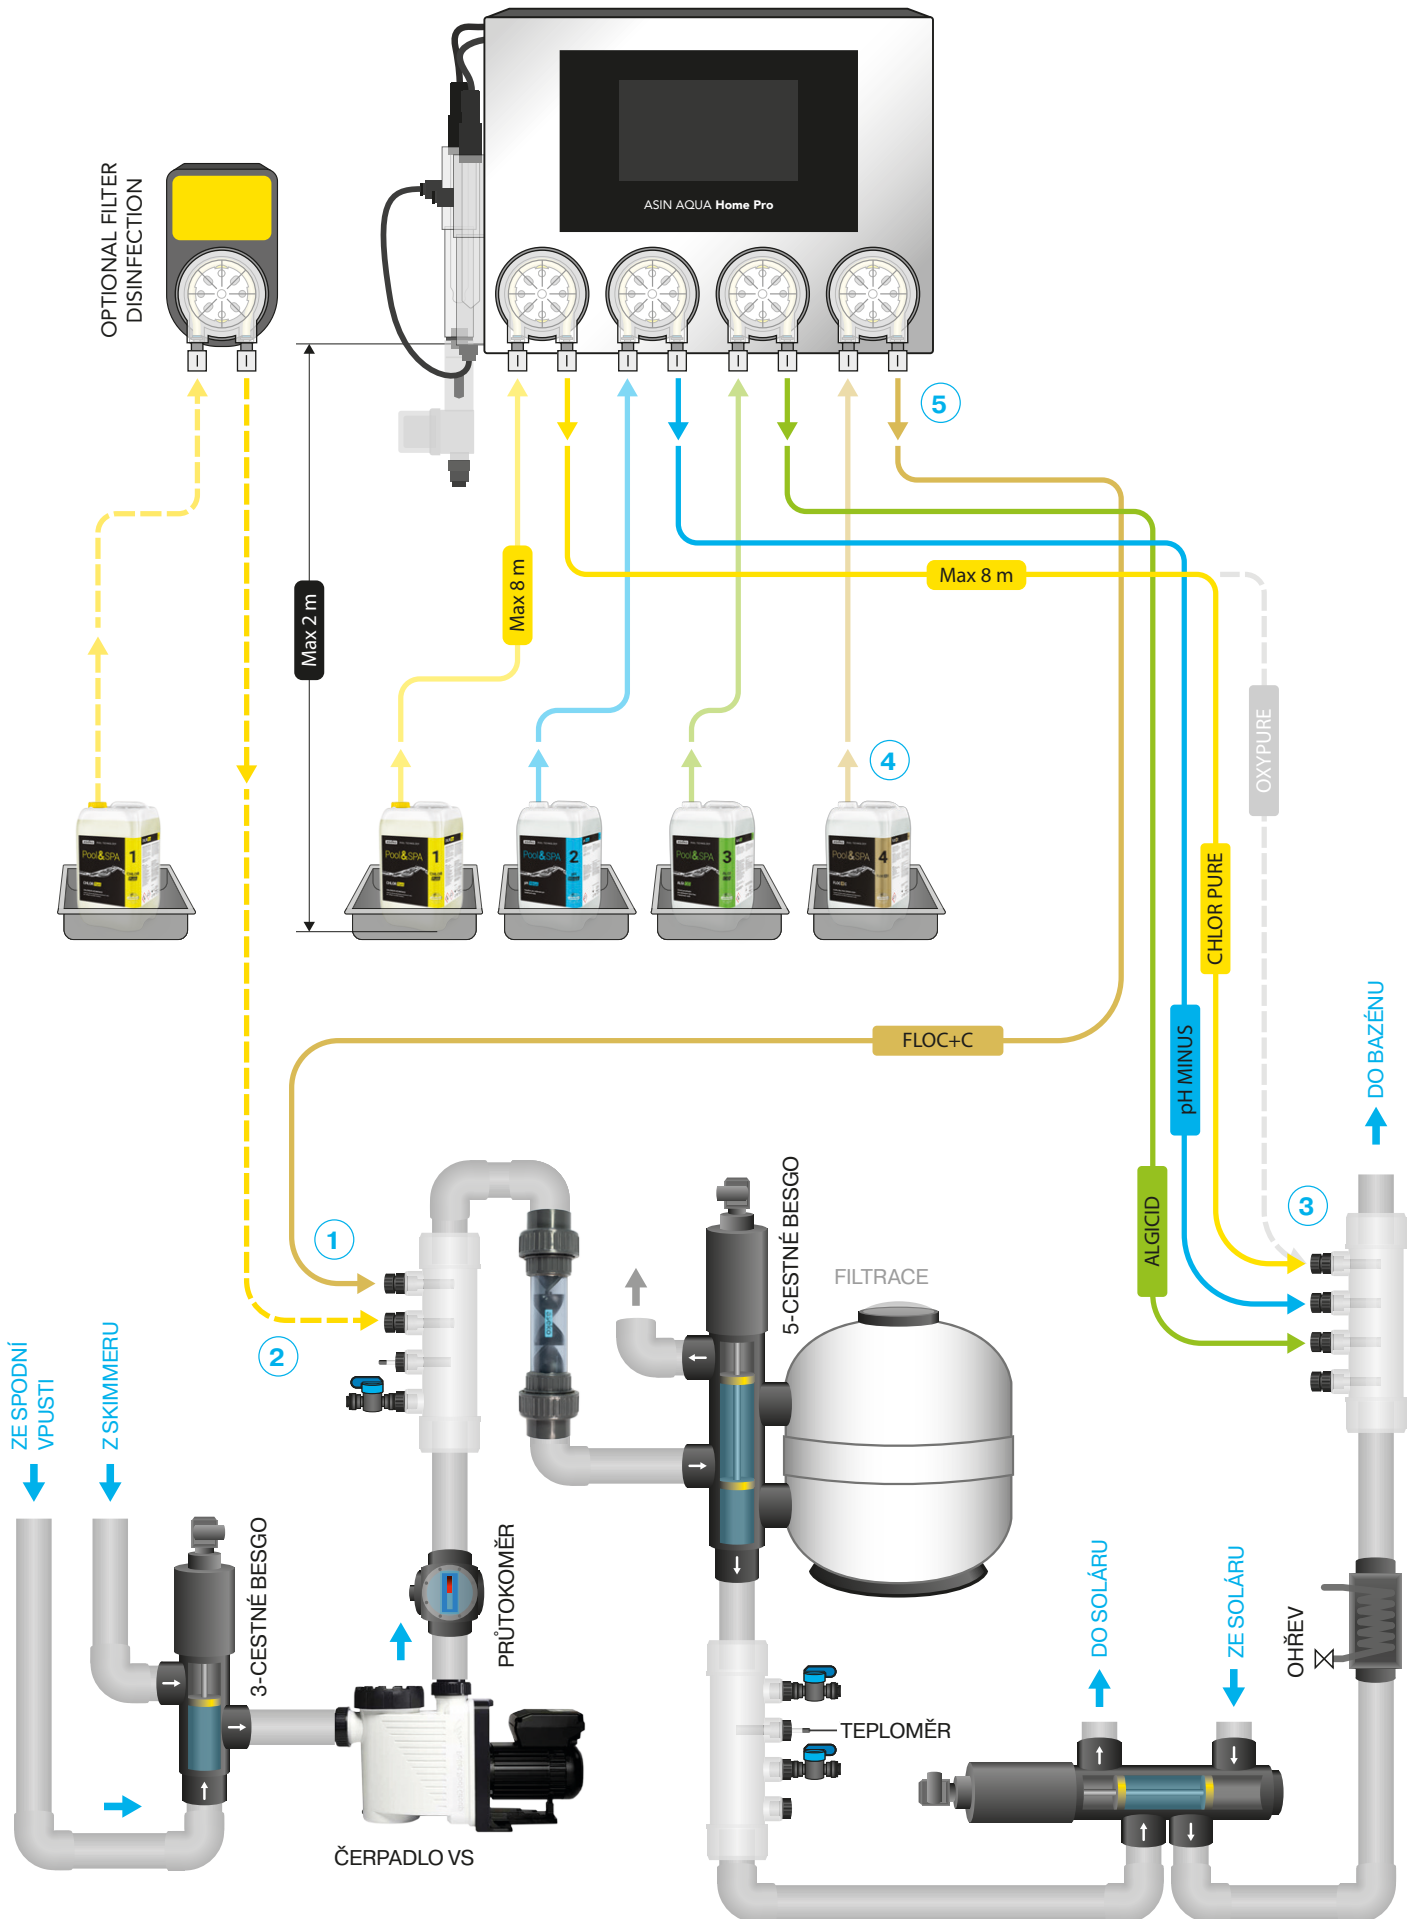 OPTIONAL FILTER
DISINFECTION
ASIN AQUA Home Pro
5
Max 2 m
Max 8 m
Max 8 m
OXYPURE
4
Pool&SPA 1
Pool&SPA 1
Pool&SPA 2
Pool&SPA 3
Pool&SPA 4
CHLOR PURE
FLOC+C
pH MINUS
ALGICID
DO BAZÉNU
1
2
3
5-CESTNÉ BESGO
FILTRACE
ZE SPODNÍ
VPUSTI
Z SKIMMERU
3-CESTNÉ BESGO
PRŮTOKOMĚR
DO SOLÁRU
ZE SOLÁRU
OHŘEV
TEPLOMĚR
ČERPADLO VS